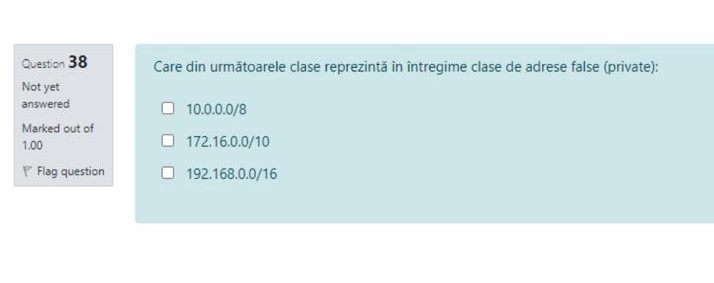 Question 38
Not yet
answered
Marked out of
1.00
Flag question
Care din următoarele clase reprezintă în întregime clase de adrese false (private):
10.0.0.0/8
172.16.0.0/10
192.168.0.0/16